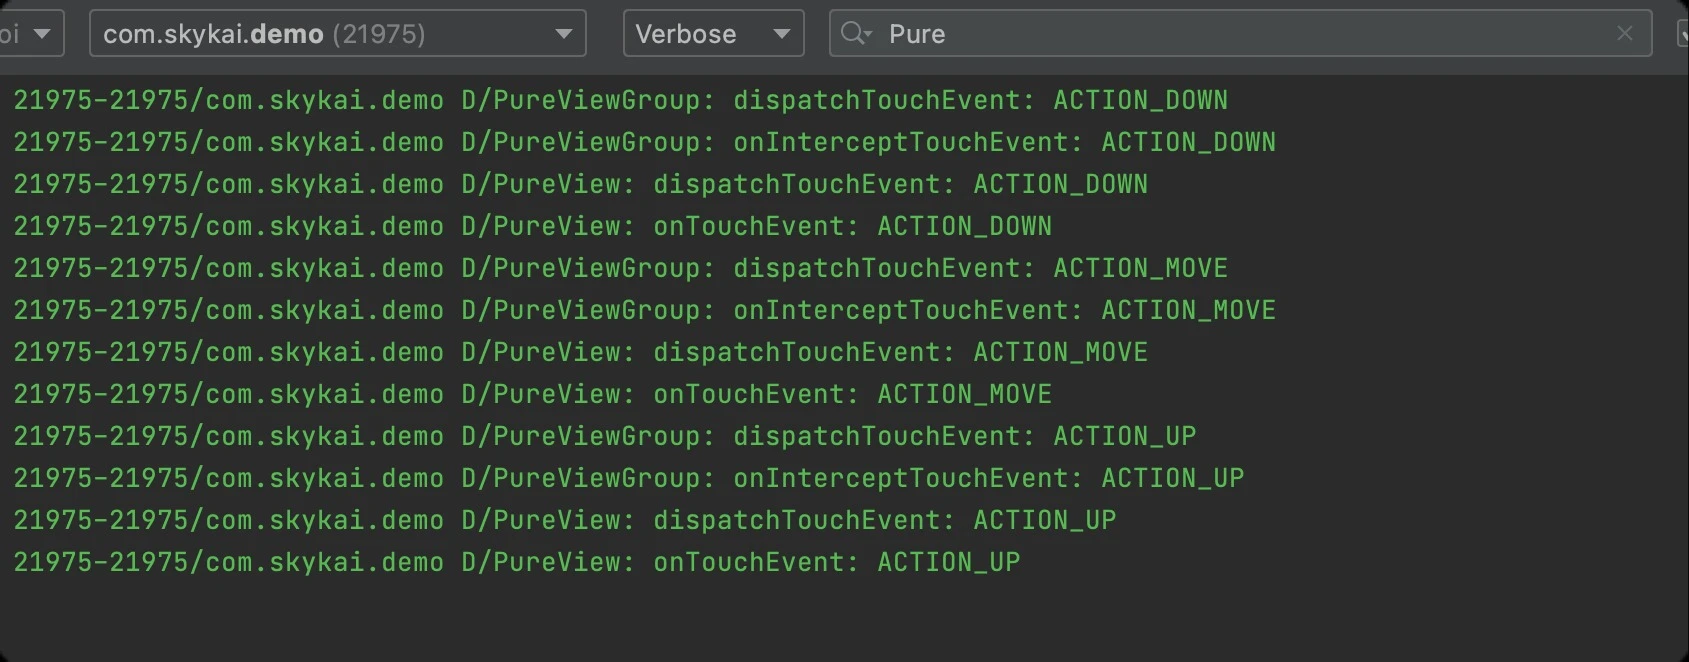 oi com.skykai.demo (21975) Verbose Pure
21975-21975/com.skykai.demo D/PureViewGroup: dispatchTouchEvent: ACTION_DOWN
21975-21975/com.skykai.demo D/PureViewGroup: onInterceptTouchEvent: ACTION_DOWN
21975-21975/com.skykai.demo D/PureView: dispatchTouchEvent: ACTION_DOWN
21975-21975/com.skykai.demo D/PureView: onTouchEvent: ACTION_DOWN
21975-21975/com.skykai.demo D/PureViewGroup: dispatchTouchEvent: ACTION_MOVE
21975-21975/com.skykai.demo D/PureViewGroup: onInterceptTouchEvent: ACTION_MOVE
21975-21975/com.skykai.demo D/PureView: dispatchTouchEvent: ACTION_MOVE
21975-21975/com.skykai.demo D/PureView: onTouchEvent: ACTION_MOVE
21975-21975/com.skykai.demo D/PureViewGroup: dispatchTouchEvent: ACTION_UP
21975-21975/com.skykai.demo D/PureViewGroup: onInterceptTouchEvent: ACTION_UP
21975-21975/com.skykai.demo D/PureView: dispatchTouchEvent: ACTION_UP
21975-21975/com.skykai.demo D/PureView: onTouchEvent: ACTION_UP